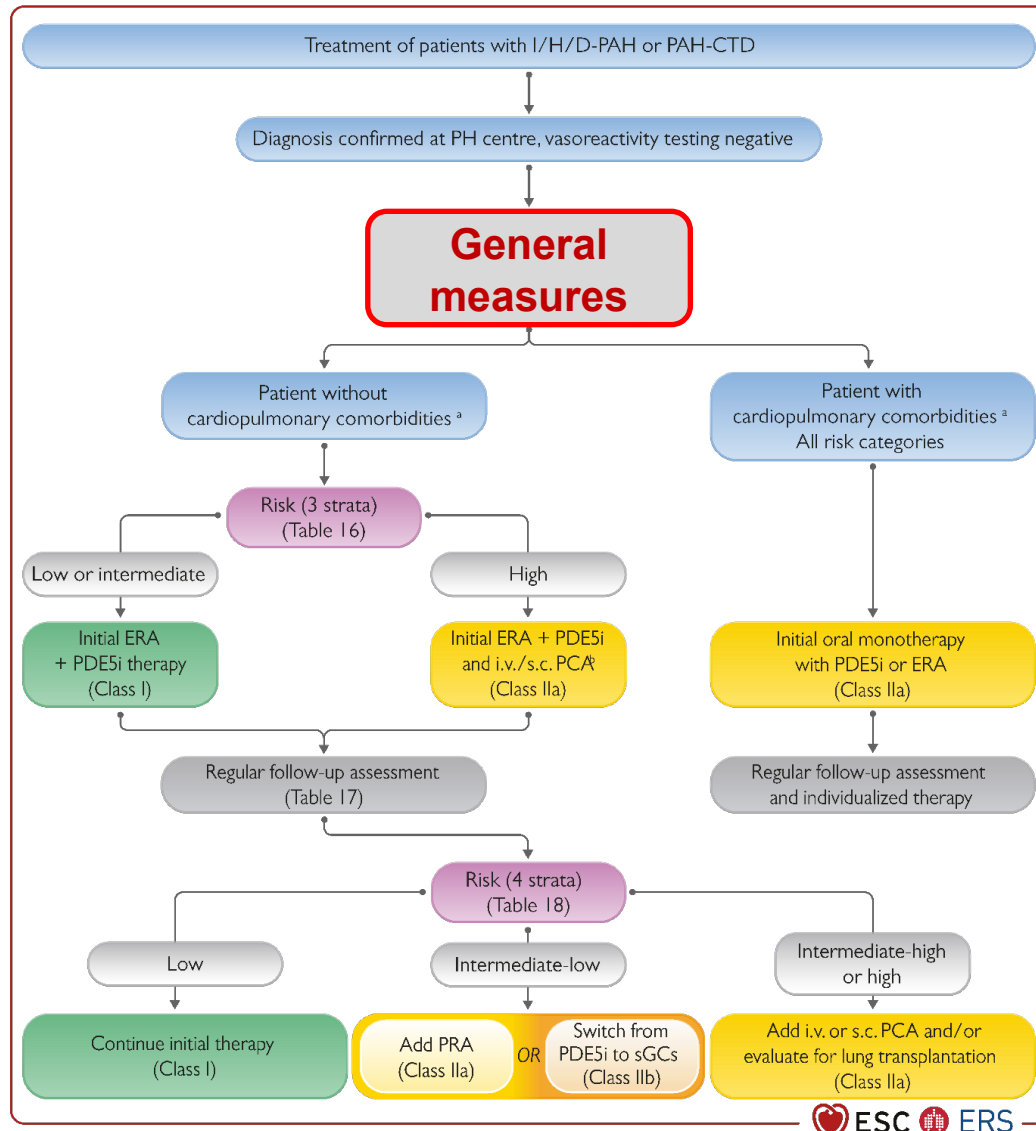 Treatment of patients with I/H/D-PAH or PAH-CTD
Diagnosis confirmed at PH centre, vasoreactivity testing negative
General
measures
Patient without
cardiopulmonary comorbidities ᵃ
Patient with
cardiopulmonary comorbidities ᵃ
All risk categories
Risk (3 strata)
(Table 16)
Low or intermediate
High
Initial ERA
+ PDE5i therapy
(Class I)
Initial ERA + PDE5i
and i.v./s.c. PCAᵇ
(Class IIa)
Initial oral monotherapy
with PDE5i or ERA
(Class IIa)
Regular follow-up assessment
(Table 17)
Regular follow-up assessment
and individualized therapy
Risk (4 strata)
(Table 18)
Low
Intermediate-low
Intermediate-high
or high
Continue initial therapy
(Class I)
Add PRA
(Class IIa)
OR
Switch from
PDE5i to sGCs
(Class IIb)
Add i.v. or s.c. PCA and/or
evaluate for lung transplantation
(Class IIa)
ESC ERS